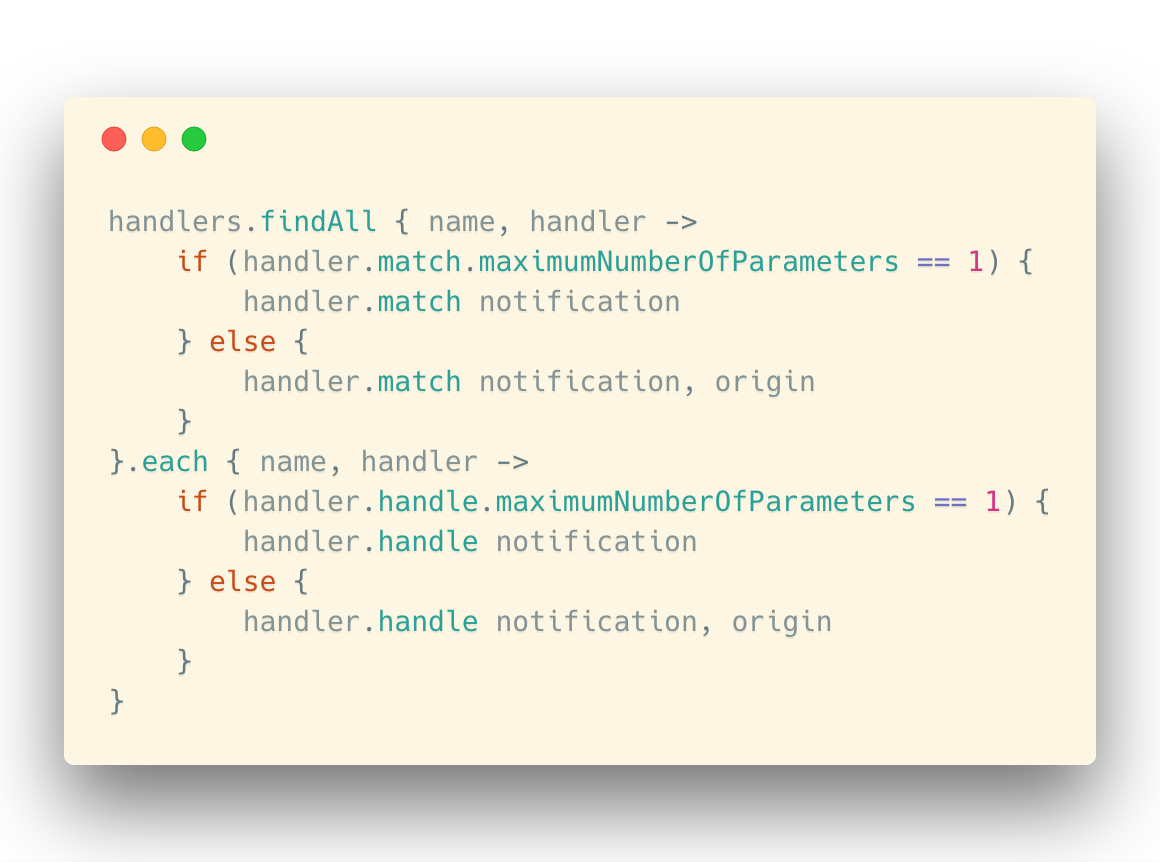 handlers.findAll { name, handler ->
    if (handler.match.maximumNumberOfParameters == 1) {
        handler.match notification
    } else {
        handler.match notification, origin
    }
}.each { name, handler ->
    if (handler.handle.maximumNumberOfParameters == 1) {
        handler.handle notification
    } else {
        handler.handle notification, origin
    }
}